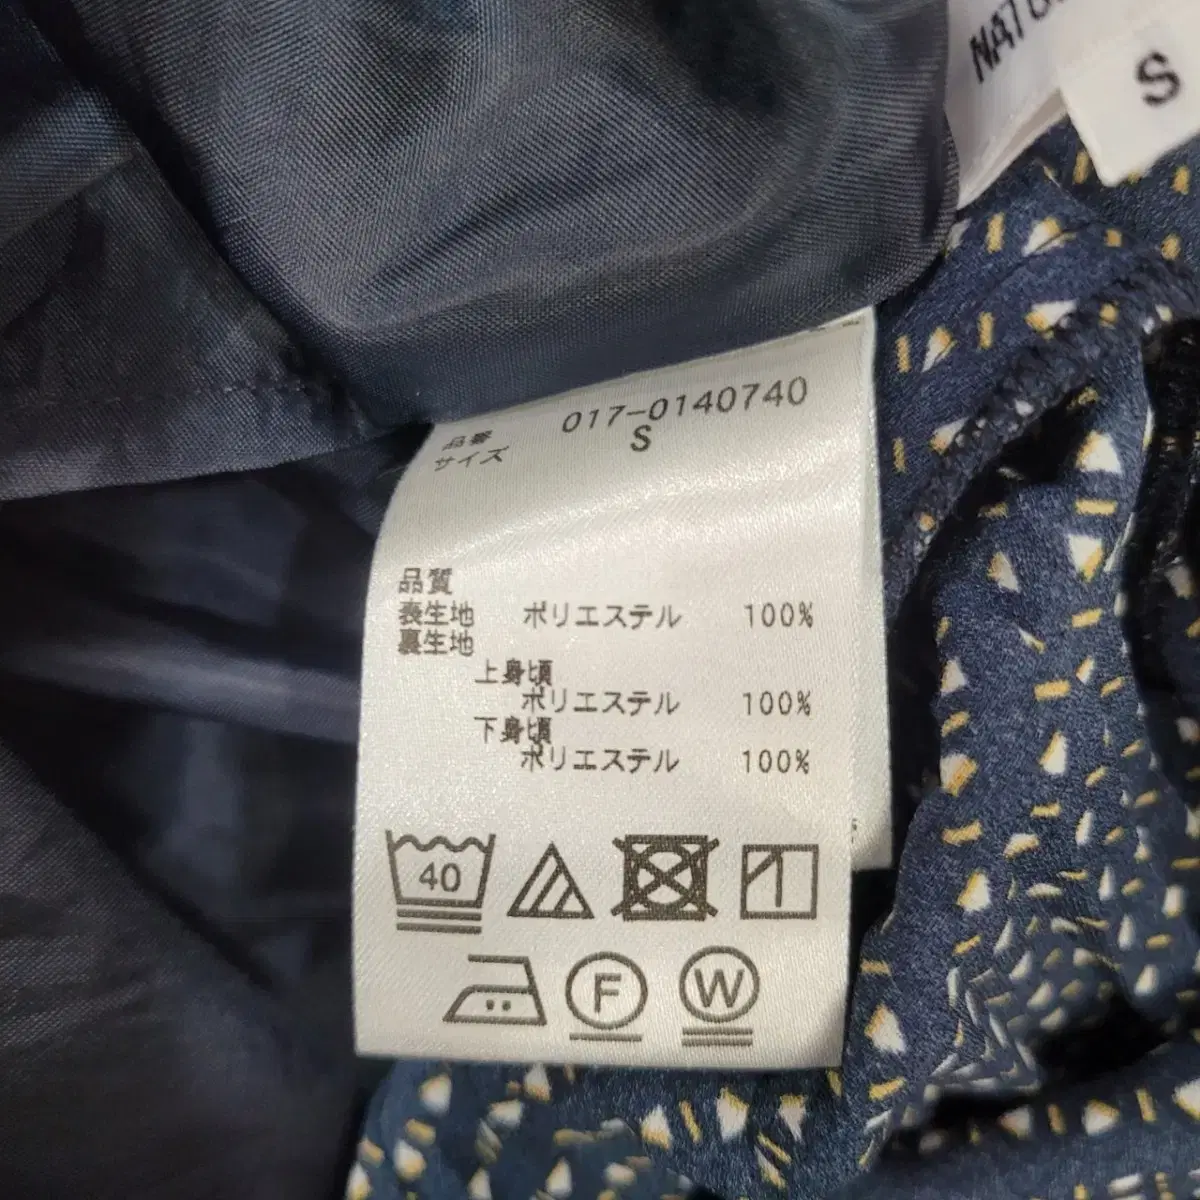 S
品番 017-0140740
サイズ S
品質
表生地 ポリエステル 100%
裏生地
上身頃
ポリエステル 100%
下身頃
ポリエステル 100%
40
F
W